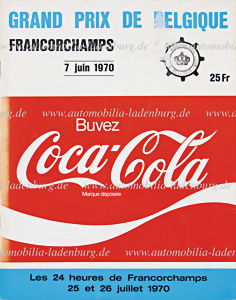 GRAND PRIX DE BELGIQUE
FRANCORCHAMPS
7 juin 1970
25 Fr
www.automobilia-ladenburg.de
Buvez
Coca-Cola
Marque déposée
www.automobilia-ladenburg.de
Les 24 heures de Francorchamps
25 et 26 juillet 1970